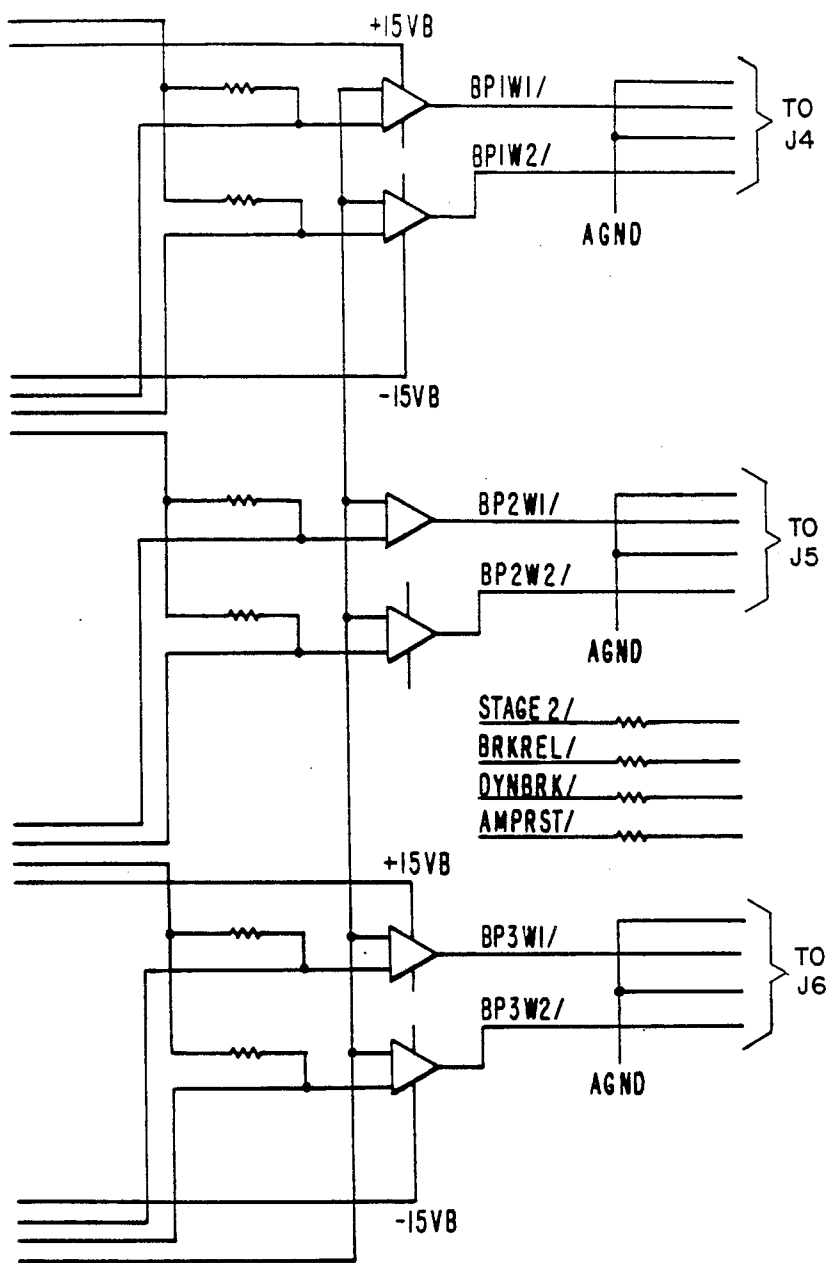 +15VB
BP1W1/
TO
J4
BP1W2/
AGND
-15VB
BP2W1/
TO
J5
BP2W2/
AGND
STAGE 2/
BRKREL/
DYNBRK/
AMPRST/
+15VB
BP3W1/
TO
J6
BP3W2/
AGND
-15VB